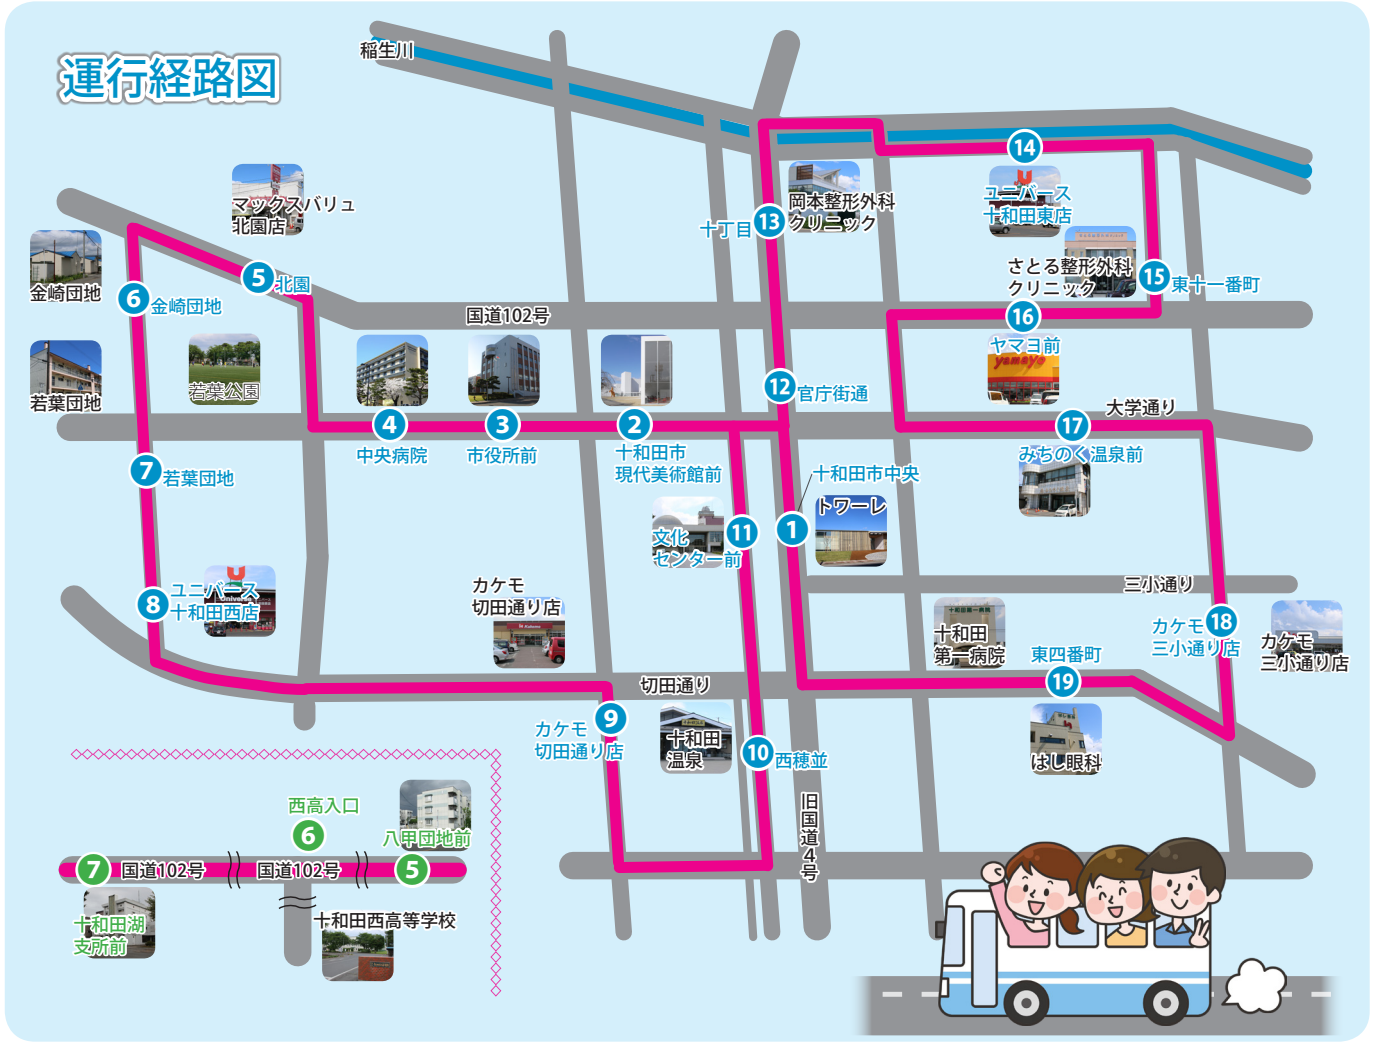 運行経路図
稲生川
マックスバリュ
北園店
金崎団地
6
金崎団地
5
北園
若葉団地
若葉公園
国道102号
十丁目
13
岡本整形外科
クリニック
14
ユニバース
十和田東店
さとる整形外科
クリニック
15
東十一番町
16
ヤマヨ前
yamayo
12
官庁街通
大学通り
17
みちのく温泉前
4
中央病院
3
市役所前
2
十和田市
現代美術館前
7
若葉団地
十和田市中央
1
トワーレ
11
文化
センター前
8
ユニバース
十和田西店
Universe
カケモ
切田通り店
三小通り
十和田第一病院
十和田
第一病院
東四番町
19
カケモ
三小通り店
18
カケモ
三小通り店
はし眼科
切田通り
9
カケモ
切田通り店
十和田
温泉
10
西穂並
旧国道4号
西高入口
6
八甲団地前
5
7
国道102号
国道102号
十和田湖
支所前
十和田西高等学校